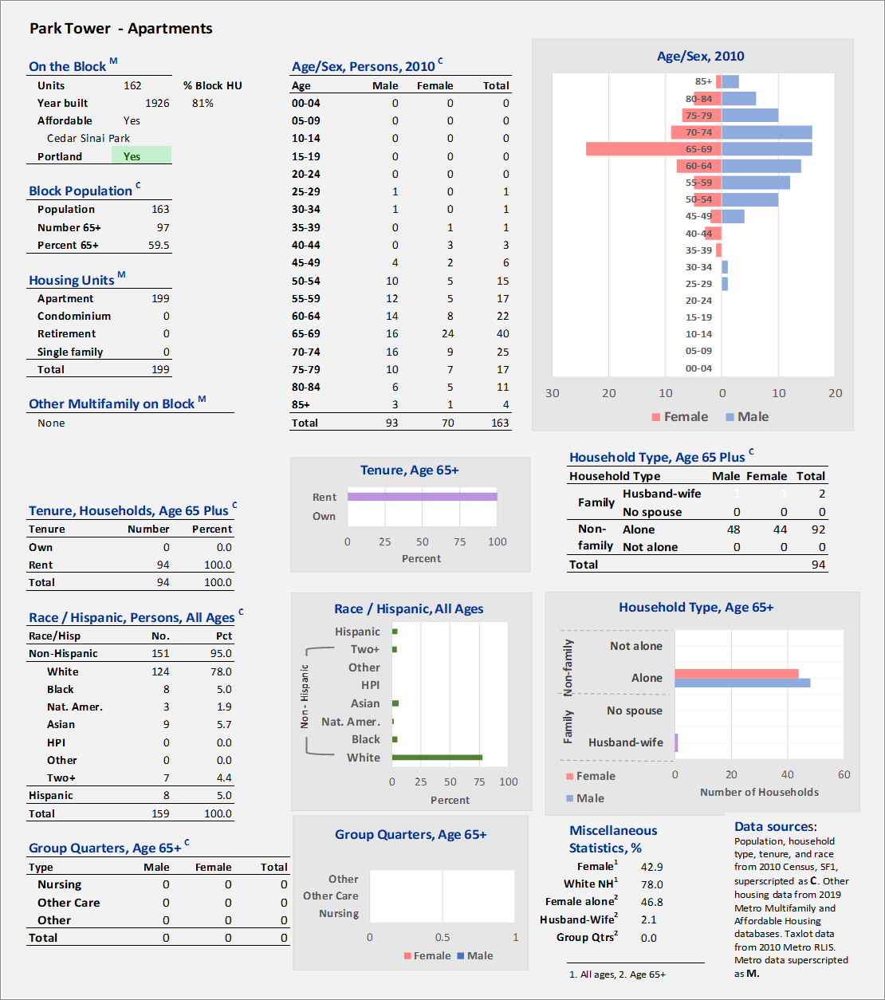 Park Tower - Apartments
On the Block M
Units 162 % Block HU
Year built 1926 81%
Affordable Yes
Cedar Sinai Park
Portland Yes
Block Population C
Population 163
Number 65+ 97
Percent 65+ 59.5
Housing Units M
Apartment 199
Condominium 0
Retirement 0
Single family 0
Total 199
Other Multifamily on Block M
None
Age/Sex, Persons, 2010 C
Age Male Female Total
00-04 0 0 0
05-09 0 0 0
10-14 0 0 0
15-19 0 0 0
20-24 0 0 0
25-29 1 0 1
30-34 1 0 1
35-39 0 1 1
40-44 0 3 3
45-49 4 2 6
50-54 10 5 15
55-59 12 5 17
60-64 14 8 22
65-69 16 24 40
70-74 16 9 25
75-79 10 7 17
80-84 6 5 11
85+ 3 1 4
Total 93 70 163
Age/Sex, 2010
85+
80-84
75-79
70-74
65-69
60-64
55-59
50-54
45-49
40-44
35-39
30-34
25-29
20-24
15-19
10-14
05-09
00-04
30 20 10 0 10 20
Female Male
Tenure, Households, Age 65 Plus C
Tenure Number Percent
Own 0 0.0
Rent 94 100.0
Total 94 100.0
Tenure, Age 65+
Rent
Own
0 25 50 75 100
Percent
Household Type, Age 65 Plus C
Household Type Male Female Total
Family Husband-wife 1 1 2
No spouse 0 0 0
Non-family Alone 48 44 92
Not alone 0 0 0
Total 94
Race / Hispanic, Persons, All Ages C
Race/Hisp No. Pct
Non-Hispanic 151 95.0
White 124 78.0
Black 8 5.0
Nat. Amer. 3 1.9
Asian 9 5.7
HPI 0 0.0
Other 0 0.0
Two+ 7 4.4
Hispanic 8 5.0
Total 159 100.0
Race / Hispanic, All Ages
Non - Hispanic
Hispanic
Two+
Other
HPI
Asian
Nat. Amer.
Black
White
0 25 50 75 100
Percent
Household Type, Age 65+
Non-family
Not alone
Alone
Family
No spouse
Husband-wife
0 20 40 60
Number of Households
Female
Male
Group Quarters, Age 65+ C
Type Male Female Total
Nursing 0 0 0
Other Care 0 0 0
Other 0 0 0
Total 0 0 0
Group Quarters, Age 65+
Other
Other Care
Nursing
0 0.5 1
Female Male
Miscellaneous
Statistics, %
Female1 42.9
White NH1 78.0
Female alone2 46.8
Husband-Wife2 2.1
Group Qtrs2 0.0
1. All ages, 2. Age 65+
Data sources:
Population, household
type, tenure, and race
from 2010 Census, SF1,
superscripted as C. Other
housing data from 2019
Metro Multifamily and
Affordable Housing
databases. Taxlot data
from 2010 Metro RLIS.
Metro data superscripted
as M.